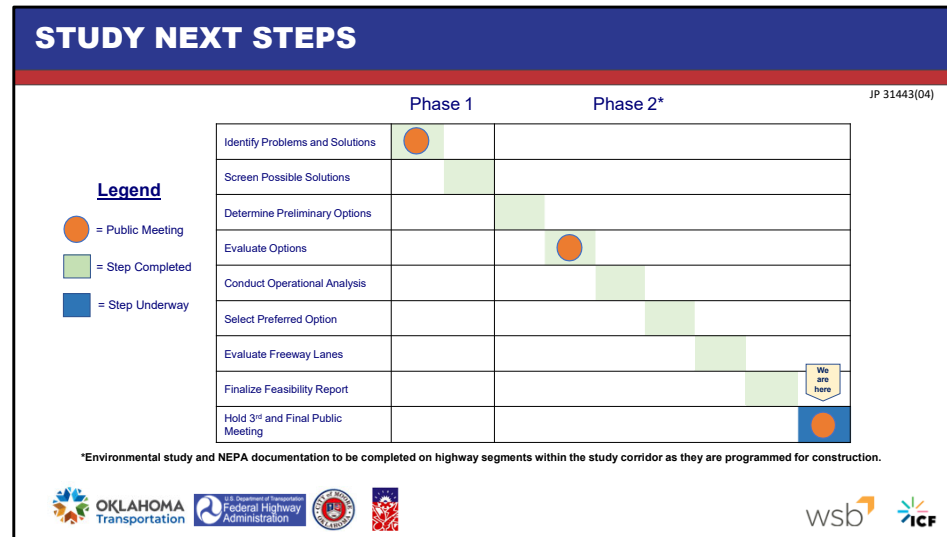 STUDY NEXT STEPS
JP 31443(04)
Phase 1
Phase 2*
Identify Problems and Solutions
Screen Possible Solutions
Determine Preliminary Options
Evaluate Options
Conduct Operational Analysis
Select Preferred Option
Evaluate Freeway Lanes
Finalize Feasibility Report
Hold 3rd and Final Public
Meeting
We
are
here
Legend
= Public Meeting
= Step Completed
= Step Underway
*Environmental study and NEPA documentation to be completed on highway segments within the study corridor as they are programmed for construction.
OKLAHOMA
Transportation
U.S. Department of Transportation
Federal Highway
Administration
CITY OF MOORE
OKLAHOMA
wsb
ICF